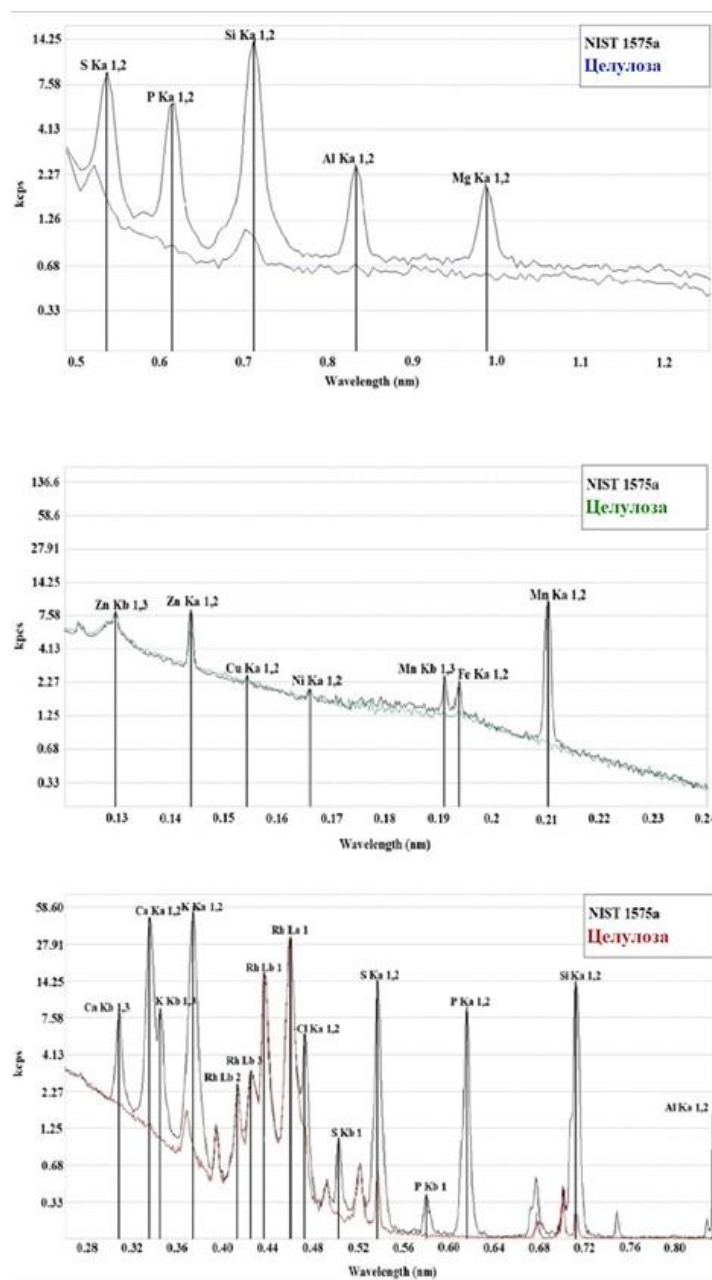 14.25
7.58
4.13
2.27
1.26
0.68
0.33
kcps
S Ka 1,2
P Ka 1,2
Si Ka 1,2
Al Ka 1,2
Mg Ka 1,2
NIST 1575a
Целулоза
0.5 0.6 0.7 0.8 0.9 1.0 1.1 1.2
Wavelength (nm)
136.6
58.6
27.91
14.25
7.58
4.13
2.27
1.25
0.68
0.33
kpcs
Zn Kb 1,3
Zn Ka 1,2
Cu Ka 1,2
Ni Ka 1,2
Mn Kb 1,3
Fe Ka 1,2
Mn Ka 1,2
NIST 1575a
Целулоза
0.13 0.14 0.15 0.16 0.17 0.18 0.19 0.2 0.21 0.22 0.23 0.24
Wavelength (nm)
58.60
27.91
14.25
7.58
4.13
2.27
1.25
0.68
0.33
kcps
Ca Kb 1,3
Ca Ka 1,2
K Kb 1,3
K Ka 1,2
Rh Lb 2
Rh Lb 3
Rh Lb 1
Rh La 1
Cl Ka 1,2
S Kb 1
S Ka 1,2
P Kb 1
P Ka 1,2
Si Ka 1,2
Al Ka 1,2
NIST 1575a
Целулоза
0.28 0.32 0.36 0.40 0.44 0.48 0.52 0.56 0.60 0.64 0.68 0.72 0.76 0.80
Wavelength (nm)